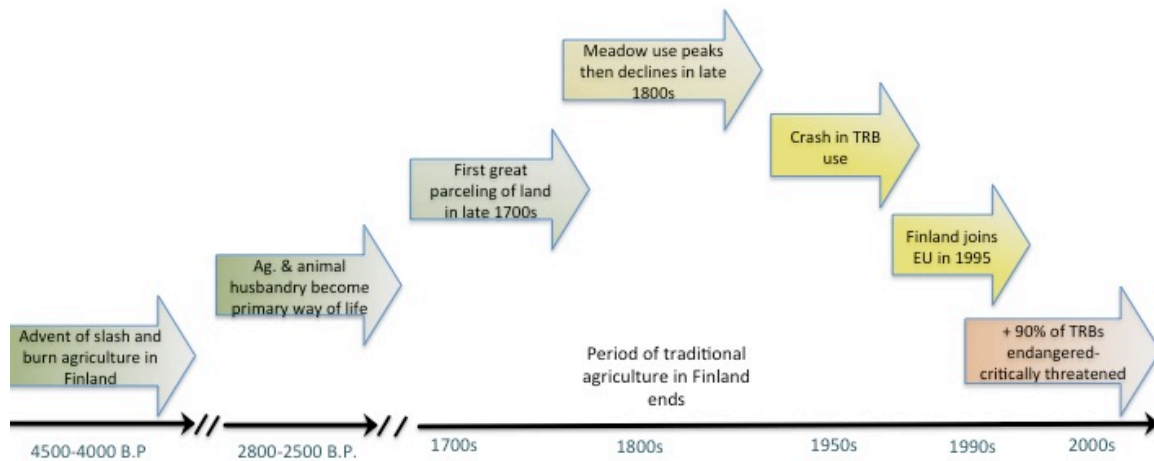 Meadow use peaks
then declines in late
1800s
Crash in TRB
use
First great
parceling of land
in late 1700s
Finland joins
EU in 1995
Ag. & animal
husbandry become
primary way of life
Advent of slash and
burn agriculture in
Finland
+ 90% of TRBs
endangered-
critically threatened
Period of traditional
agriculture in Finland
ends
4500-4000 B.P
2800-2500 B.P.
1700s
1800s
1950s
1990s
2000s